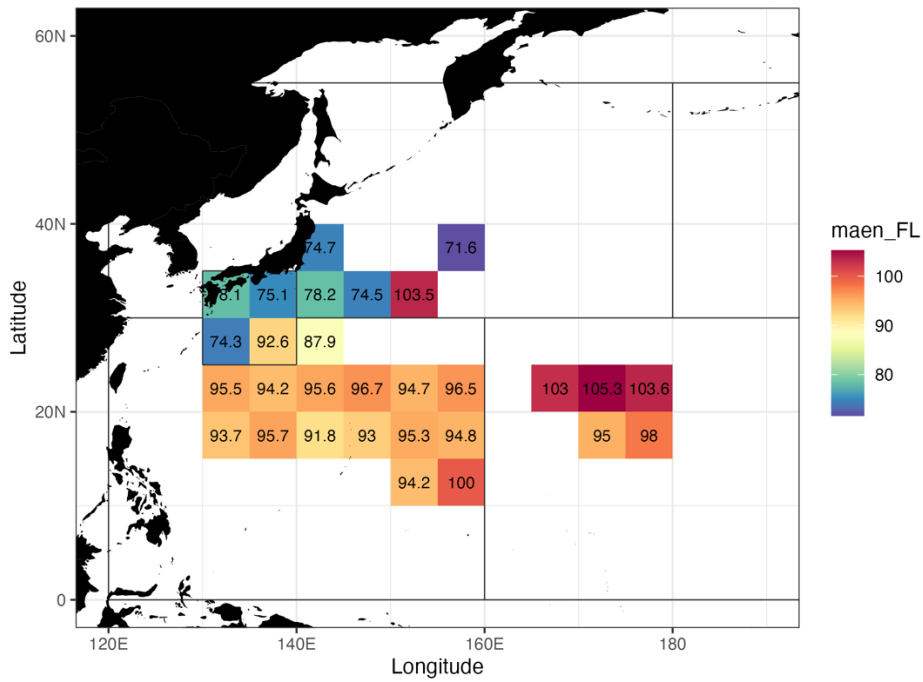 60N
40N
20N
0
Latitude
74.7 71.6
8.1 75.1 78.2 74.5 103.5
74.3 92.6 87.9
95.5 94.2 95.6 96.7 94.7 96.5 103 105.3 103.6
93.7 95.7 91.8 93 95.3 94.8 95 98
94.2 100
120E 140E 160E 180
Longitude
maen_FL
100
90
80